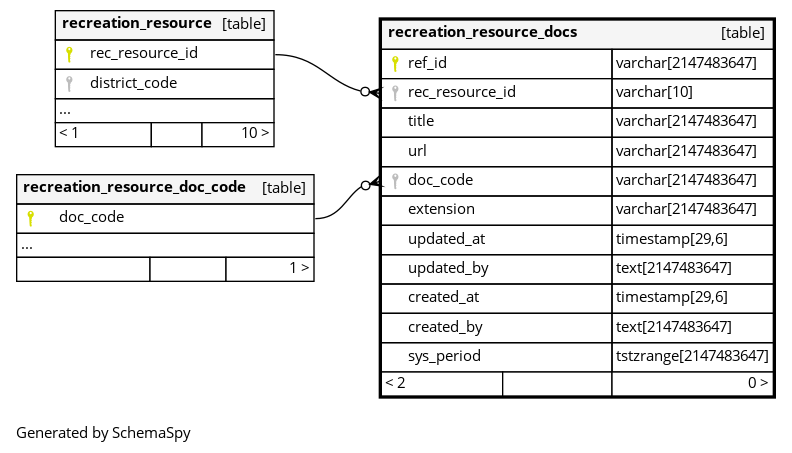 recreation_resource [table]
rec_resource_id
district_code
...
< 1 10 >
recreation_resource_doc_code [table]
doc_code
...
1 >
recreation_resource_docs [table]
ref_id varchar[2147483647]
rec_resource_id varchar[10]
title varchar[2147483647]
url varchar[2147483647]
doc_code varchar[2147483647]
extension varchar[2147483647]
updated_at timestamp[29,6]
updated_by text[2147483647]
created_at timestamp[29,6]
created_by text[2147483647]
sys_period tstzrange[2147483647]
< 2 0 >
Generated by SchemaSpy